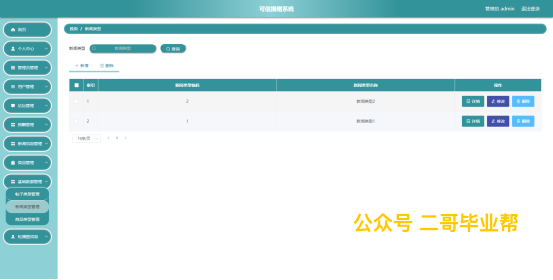 可信捐赠系统
管理员 admin 退出登录
首页
个人中心
管理员管理
用户管理
论坛管理
捐赠管理
新闻信息管理
项目管理
基础数据管理
帖子类型管理
新闻类型管理
商品类型管理
轮播图信息
首页 / 新闻类型
新闻类型 新闻类型 查询
新增 删除
索引 新闻类型编码 新闻类型名称 操作
1 2 新闻类型2 详情 修改 删除
2 1 新闻类型1 详情 修改 删除
10条/页
公众号 二哥毕业帮